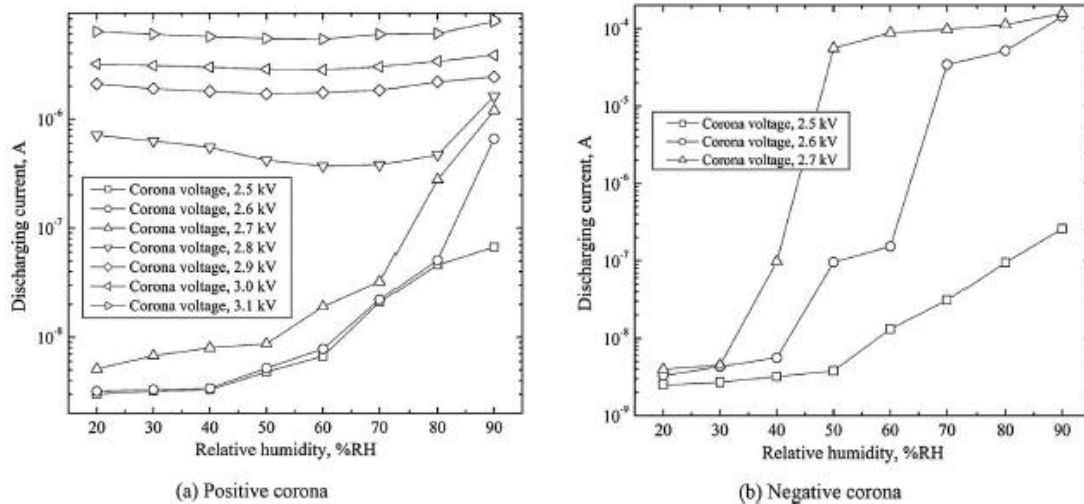 10⁻⁶
10⁻⁷
10⁻⁸
Discharging current, A
Corona voltage, 2.5 kV
Corona voltage, 2.6 kV
Corona voltage, 2.7 kV
Corona voltage, 2.8 kV
Corona voltage, 2.9 kV
Corona voltage, 3.0 kV
Corona voltage, 3.1 kV
20 30 40 50 60 70 80 90
Relative humidity, %RH
(a) Positive corona
10⁻⁴
10⁻⁵
10⁻⁶
10⁻⁷
10⁻⁸
10⁻⁹
Discharging current, A
Corona voltage, 2.5 kV
Corona voltage, 2.6 kV
Corona voltage, 2.7 kV
20 30 40 50 60 70 80 90
Relative humidity, %RH
(b) Negative corona